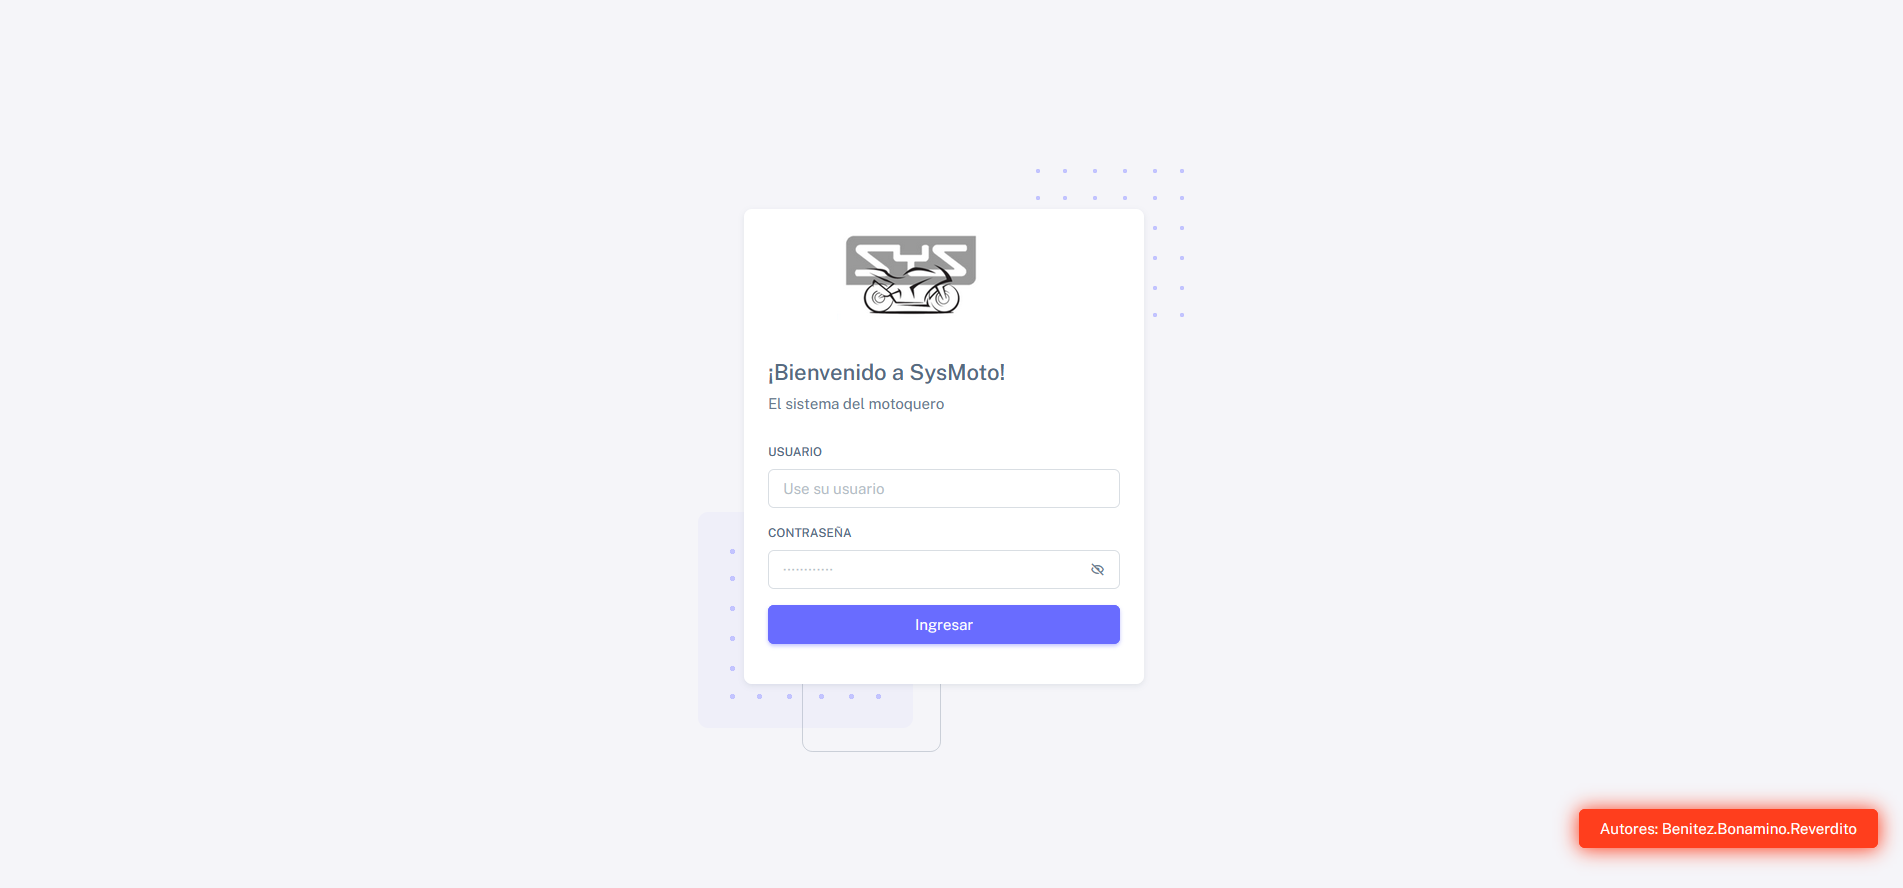 SYS
¡Bienvenido a SysMoto!
El sistema del motoquero
USUARIO
Use su usuario
CONTRASEÑA
············
Ingresar
Autores: Benitez.Bonamino.Reverdito